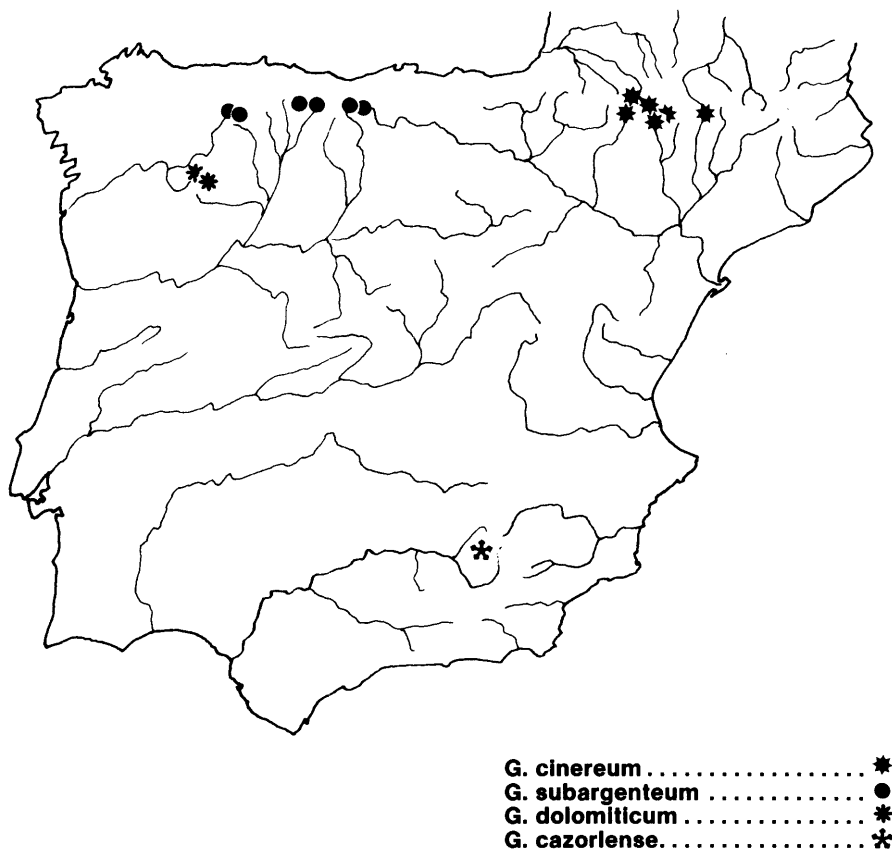 G. cinereum . . . . . . . . . . . . . . . . . .
G. subargenteum . . . . . . . . . . . . .
G. dolomiticum . . . . . . . . . . . . . . .
G. cazorlense. . . . . . . . . . . . . . . . .